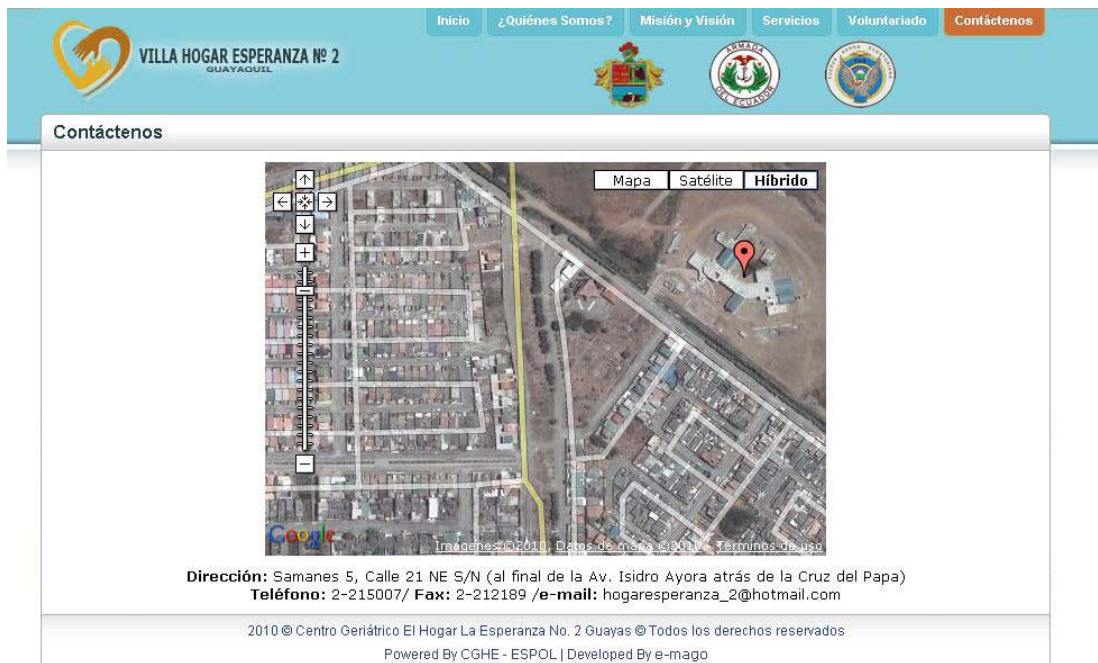 Inicio ¿Quiénes Somos? Misión y Visión Servicios Voluntariado Contáctenos
VILLA HOGAR ESPERANZA Nº 2
GUAYAQUIL
ARMADA
DEL ECUADOR
Contáctenos
Mapa Satélite Híbrido
Google
Imágenes ©2010, Datos de mapa ©2010 - Términos de uso
Dirección: Samanes 5, Calle 21 NE S/N (al final de la Av. Isidro Ayora atrás de la Cruz del Papa)
Teléfono: 2-215007/ Fax: 2-212189 /e-mail: hogaresperanza_2@hotmail.com
2010 © Centro Geriátrico El Hogar La Esperanza No. 2 Guayas © Todos los derechos reservados
Powered By CGHE - ESPOL | Developed By e-mago